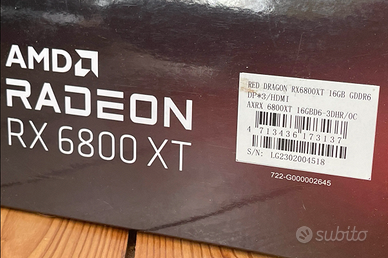 AMD
RADEON
RX 6800 XT
RED DRAGON RX6800XT 16GB GDDR6
DP*3/HDMI
AXRX 6800XT 16GBD6-3DHR/OC
4 713436 173137
S/N: LG2302004518
722-G000002645
subito